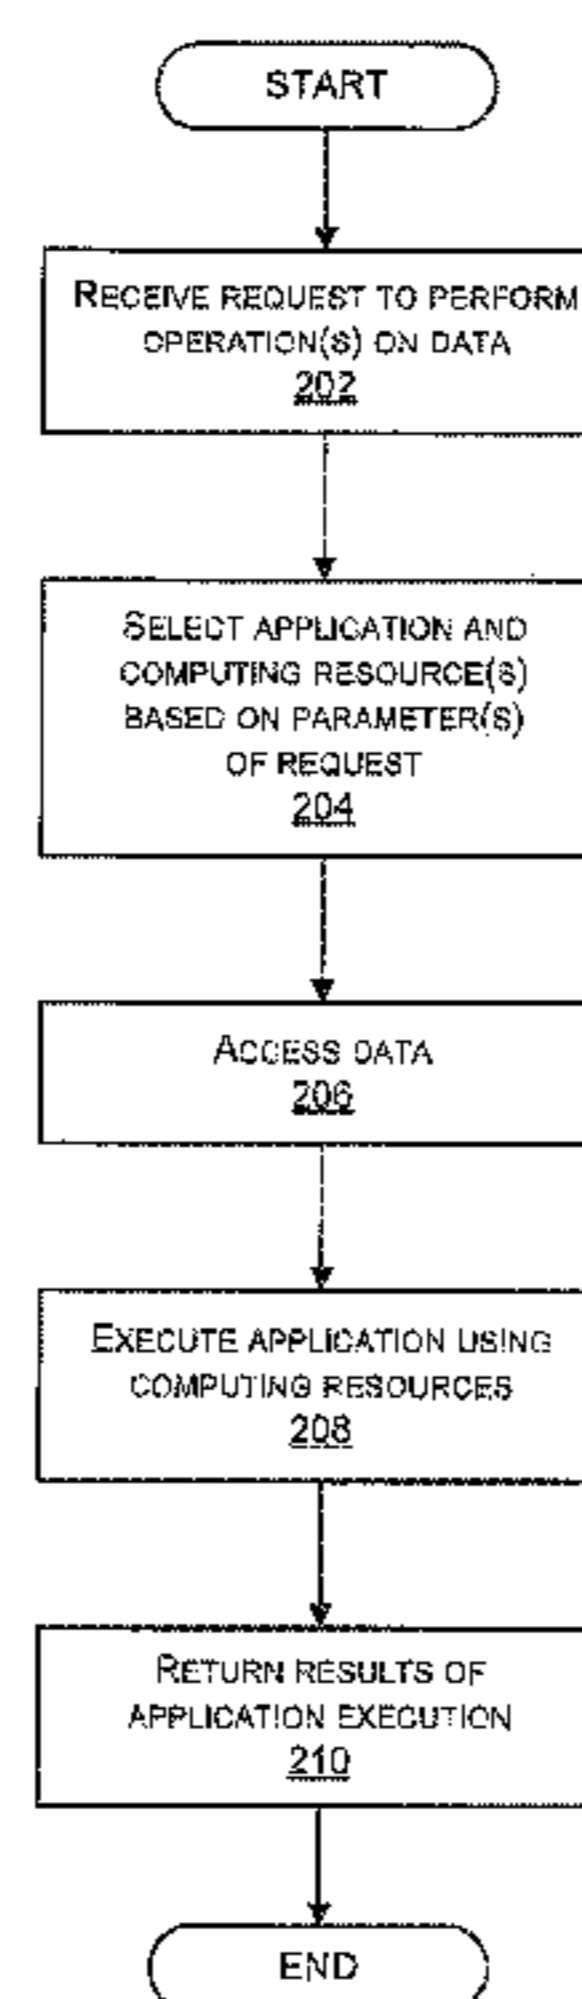 START
RECEIVE REQUEST TO PERFORM
OPERATION(S) ON DATA
202
SELECT APPLICATION AND
COMPUTING RESOURCE(S)
BASED ON PARAMETER(S)
OF REQUEST
204
ACCESS DATA
206
EXECUTE APPLICATION USING
COMPUTING RESOURCES
208
RETURN RESULTS OF
APPLICATION EXECUTION
210
END